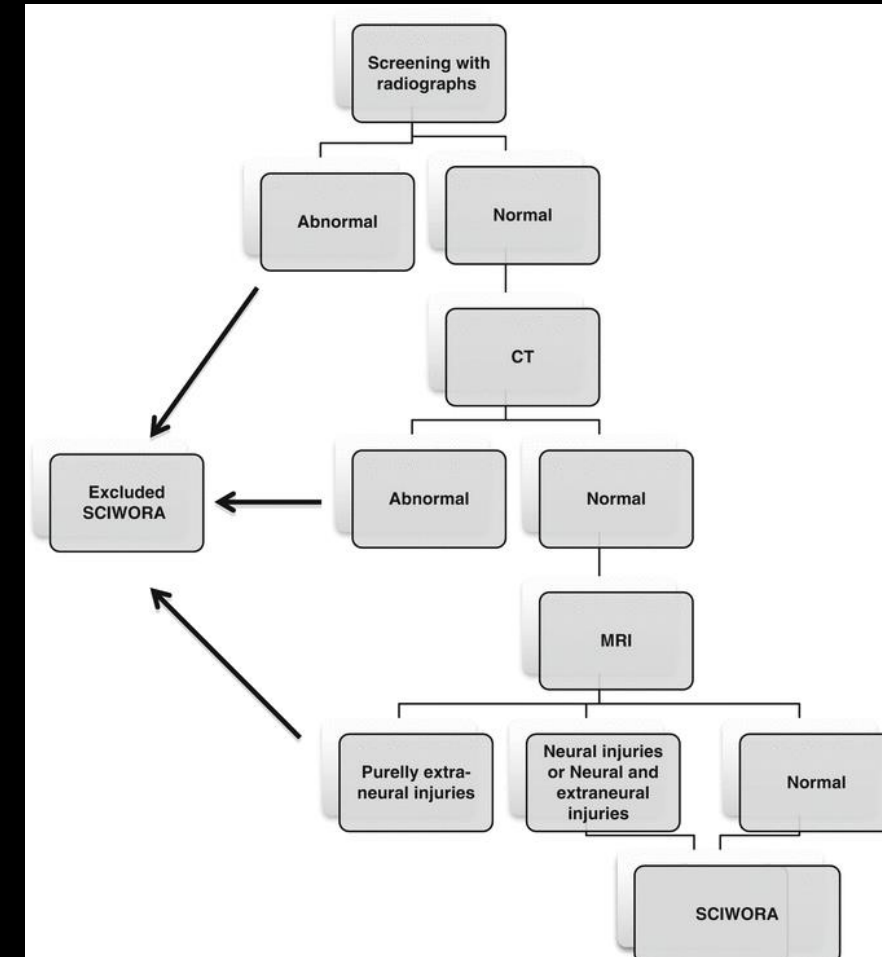 Screening with
radiographs
Abnormal
Normal
CT
Excluded
SCIWORA
Abnormal
Normal
MRI
Purelly extra-
neural injuries
Neural injuries
or Neural and
extraneural
injuries
Normal
SCIWORA